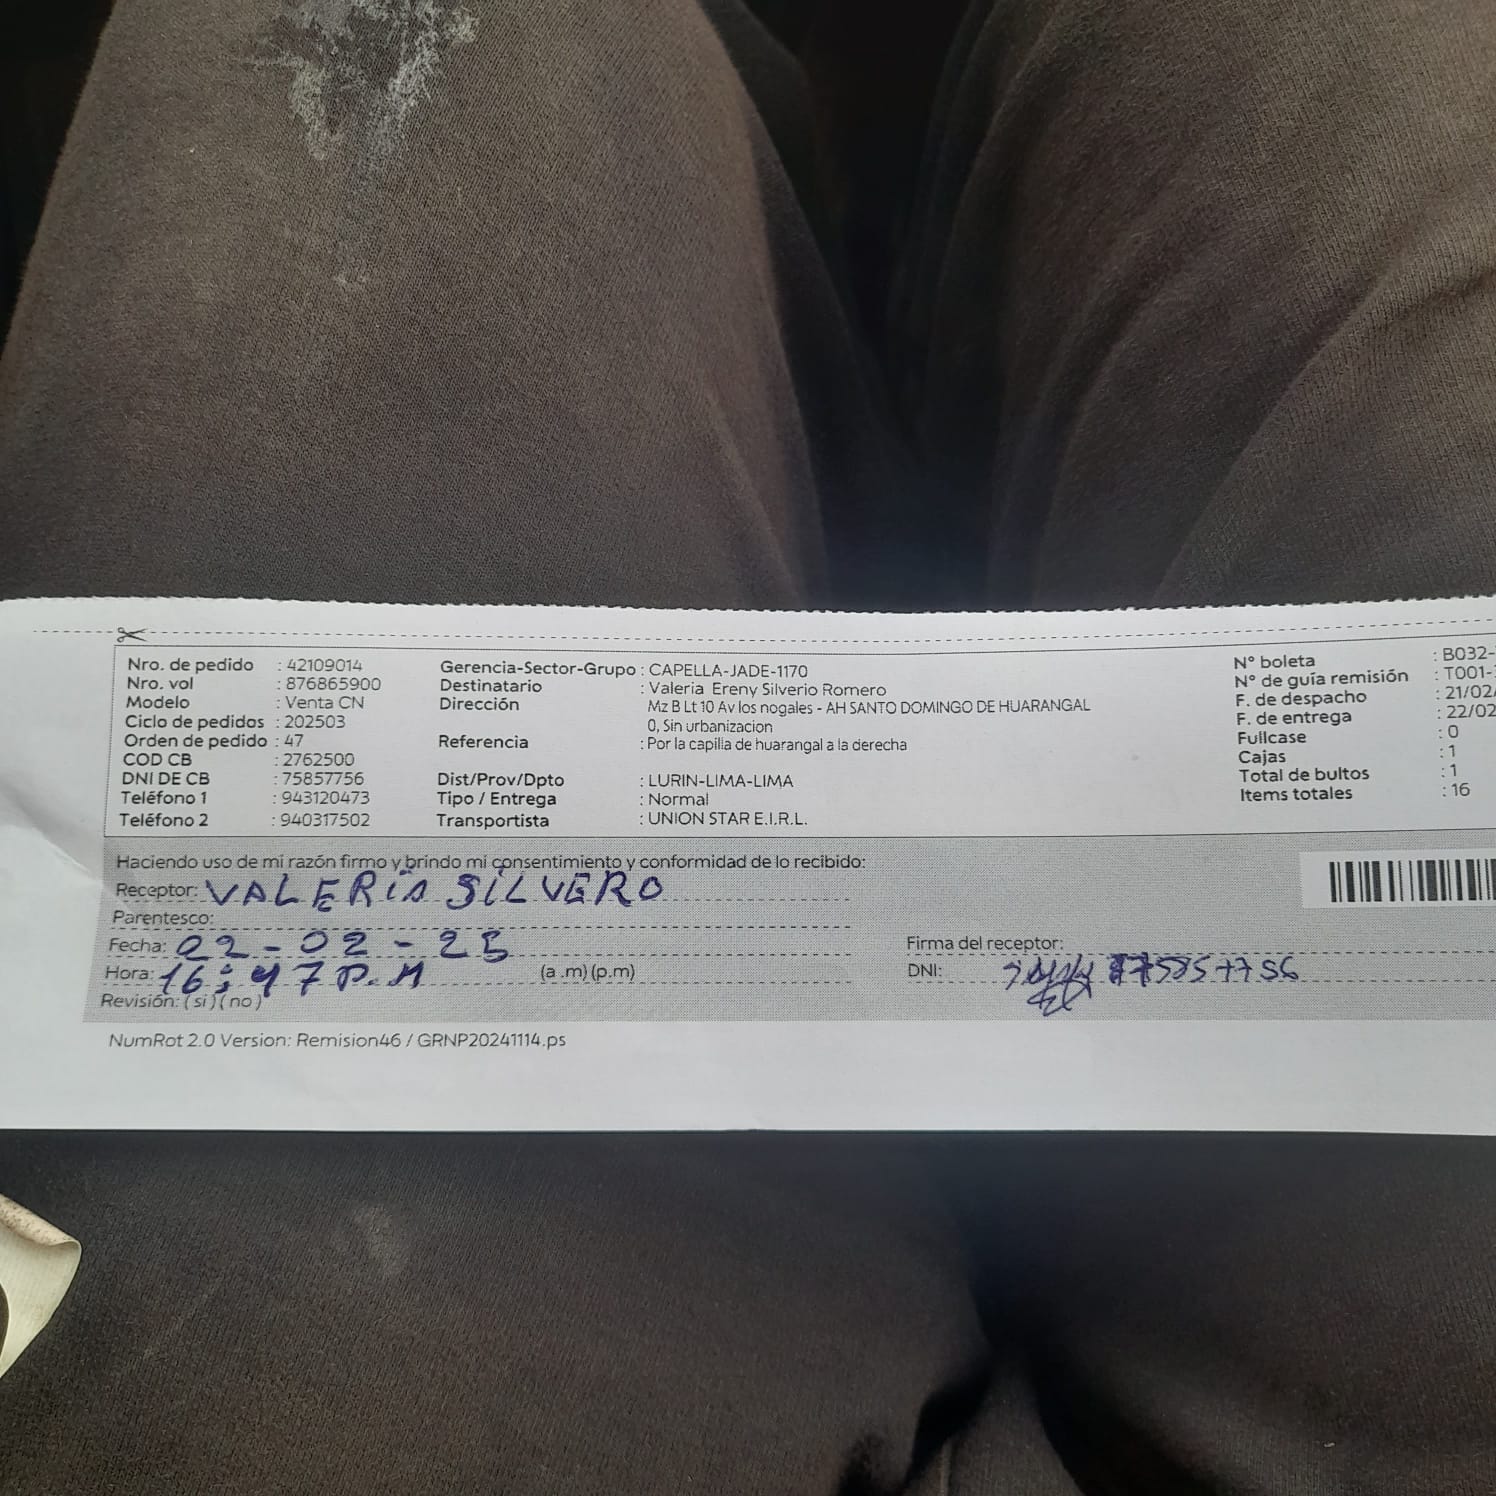 Nro. de pedido : 42109014
Nro. vol : 876865900
Modelo : Venta CN
Ciclo de pedidos : 202503
Orden de pedido : 47
COD CB : 2762500
DNI DE CB : 75857756
Teléfono 1 : 943120473
Teléfono 2 : 940317502
Gerencia-Sector-Grupo : CAPELLA-JADE-1170
Destinatario : Valeria Ereny Silverio Romero
Dirección Mz B Lt 10 Av los nogales - AH SANTO DOMINGO DE HUARANGAL
0, Sin urbanizacion
Referencia : Por la capilia de huarangal a la derecha
Dist/Prov/Dpto : LURIN-LIMA-LIMA
Tipo / Entrega : Normal
Transportista : UNION STAR E.I.R.L.
N° boleta : B032-
N° de guía remisión : T001-
F. de despacho : 21/02/
F. de entrega : 22/02
Fullcase : 0
Cajas : 1
Total de bultos : 1
Items totales : 16
Haciendo uso de mi razón firmo y brindo mi consentimiento y conformidad de lo recibido:
Receptor: VALERIA SILVERO
Parentesco:
Fecha: 22-02-25
Hora: 16:47 P.M (a .m) (p.m)
Revisión: ( si ) ( no )
Firma del receptor:
DNI:
NumRot 2.0 Version: Remision46 / GRNP20241114.ps